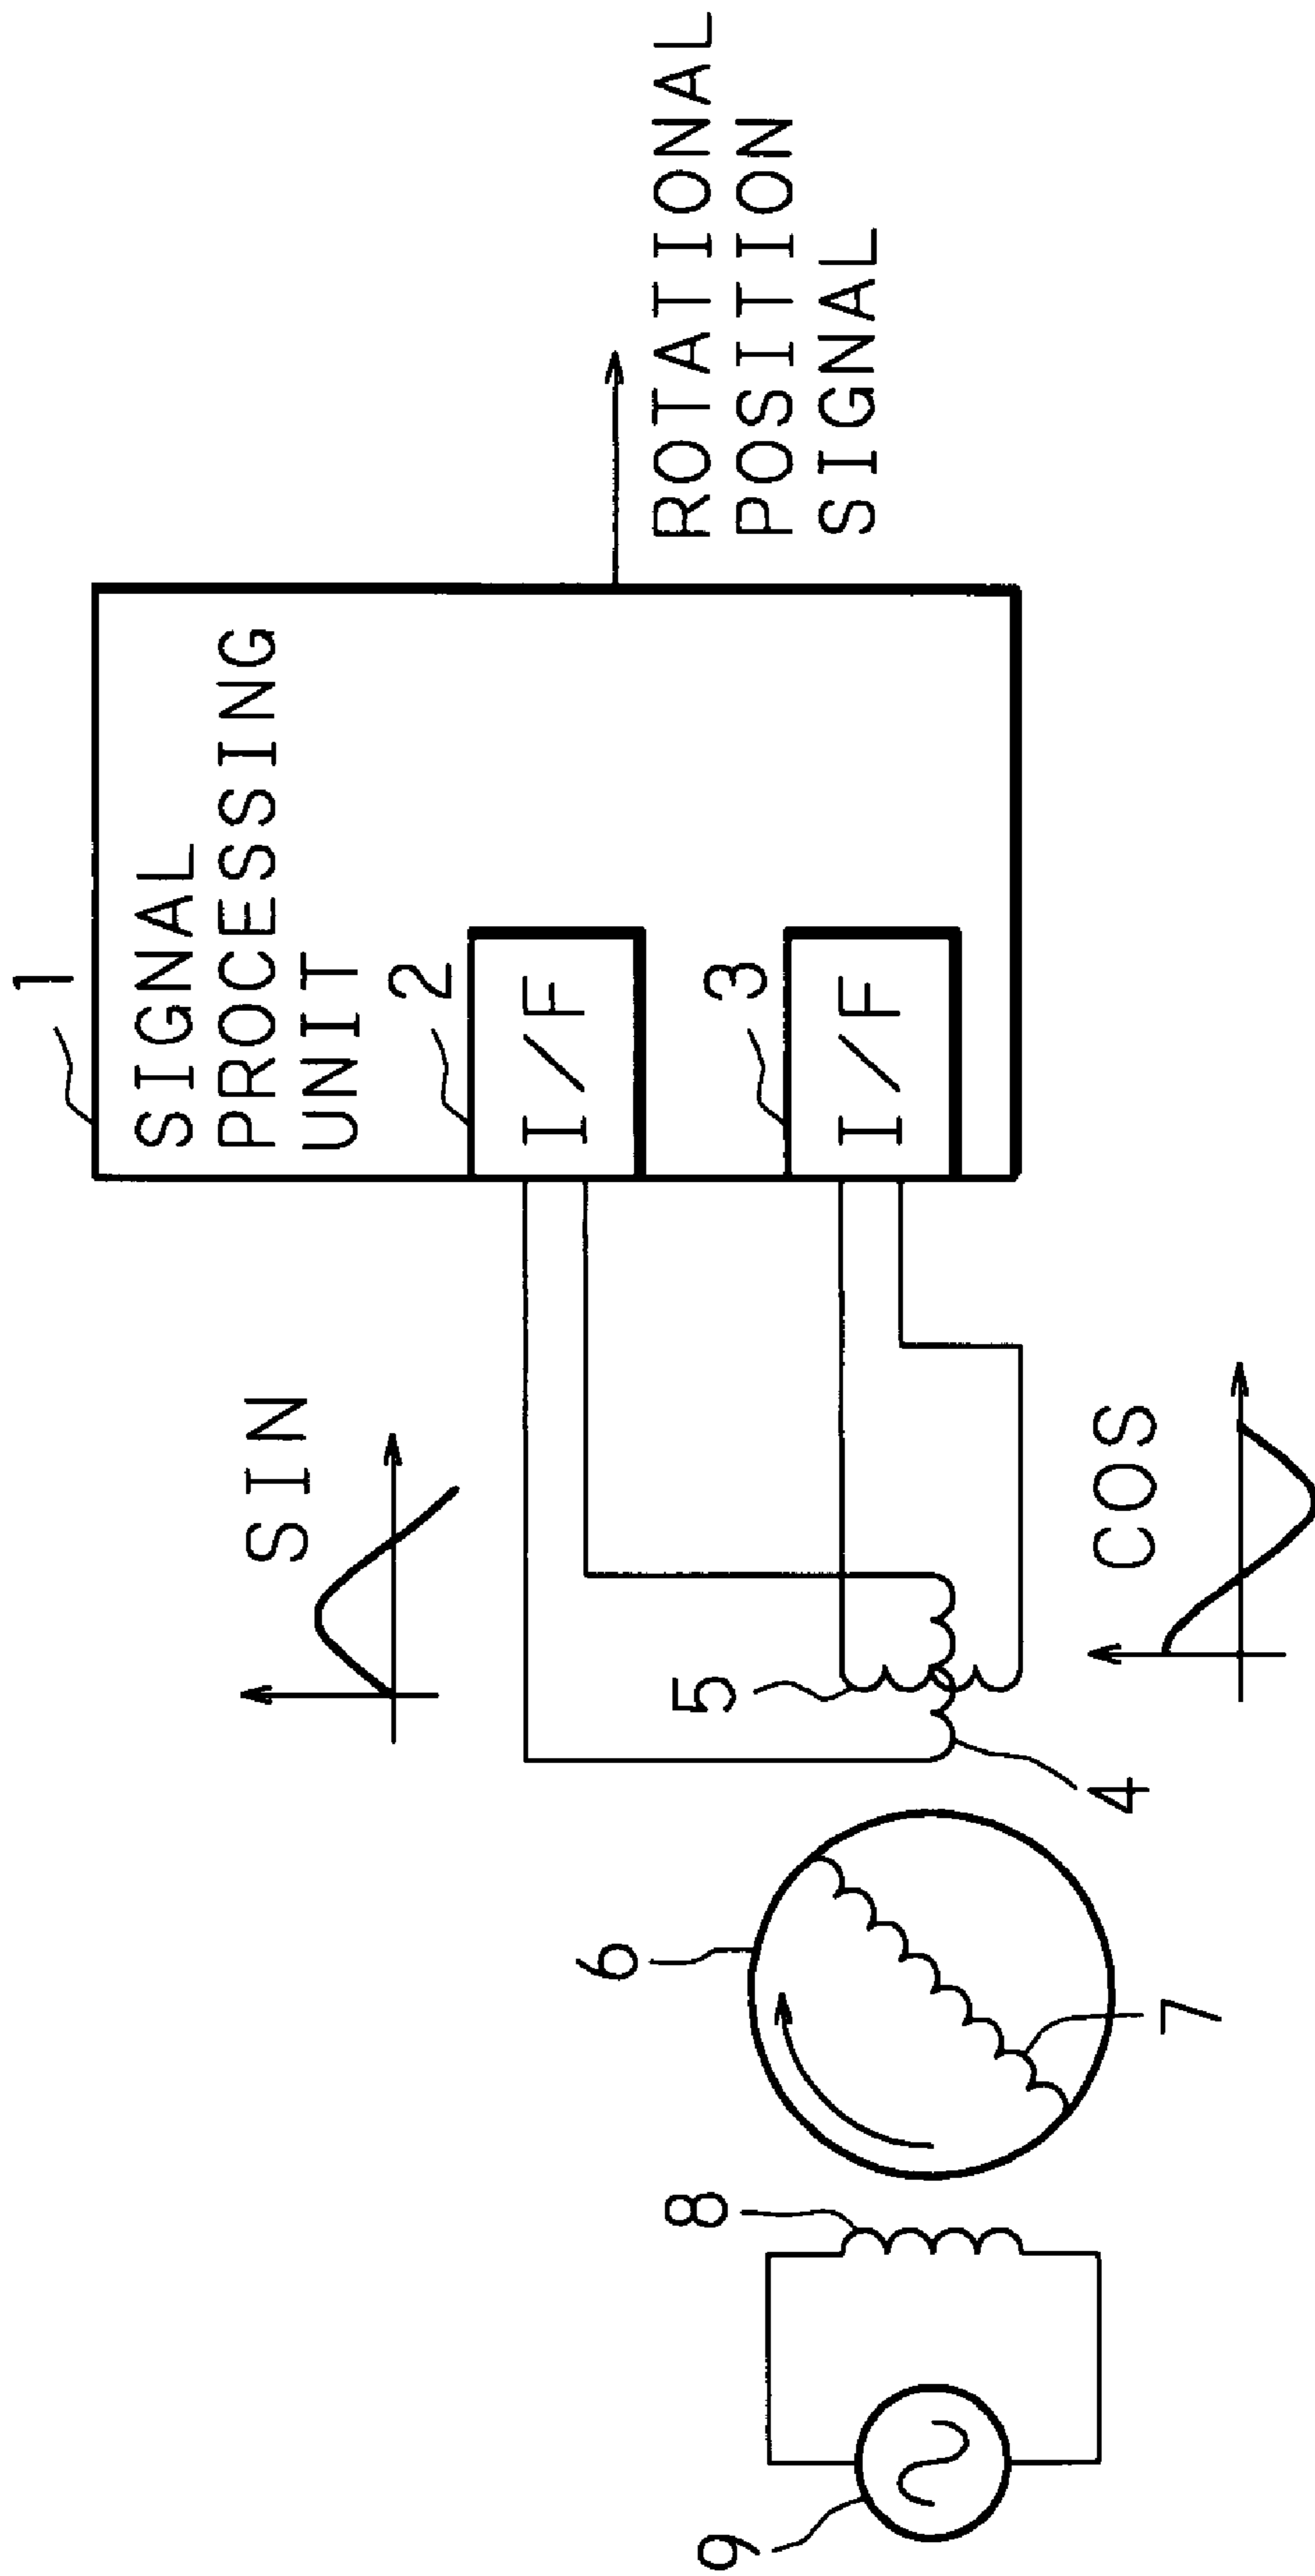 1
SIGNAL
PROCESSING
UNIT
2
I/F
3
I/F
ROTATIONAL
POSITION
SIGNAL
SIN
COS
5
4
6
7
8
9